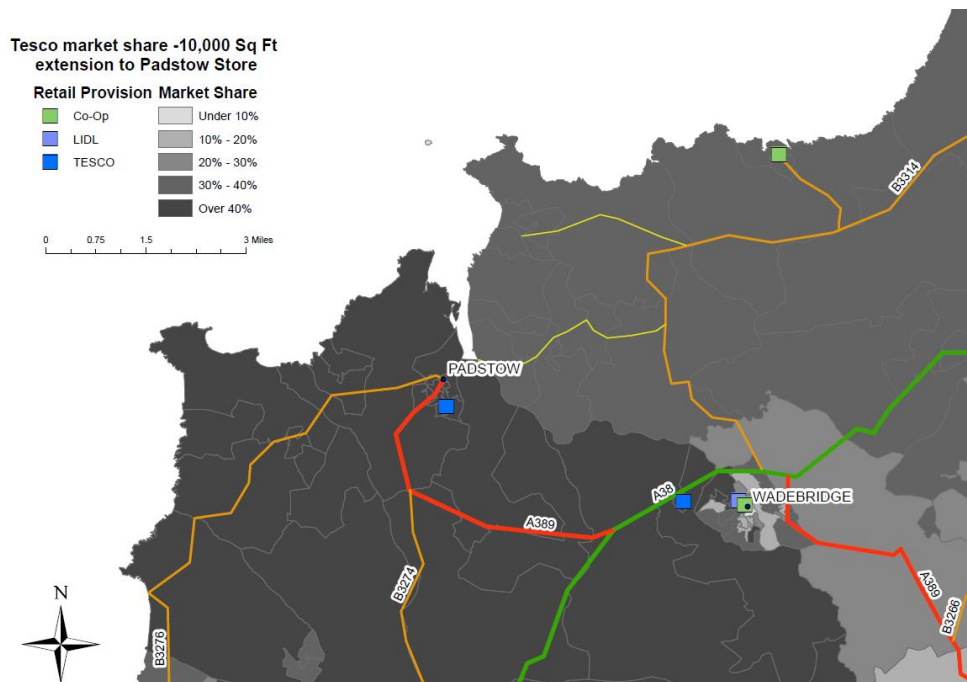 Tesco market share -10,000 Sq Ft
extension to Padstow Store
Retail Provision Market Share
Co-Op
LIDL
TESCO
Under 10%
10% - 20%
20% - 30%
30% - 40%
Over 40%
0 0.75 1.5 3 Miles
B3314
PADSTOW
WADEBRIDGE
A38
A389
B3274
A389
B3266
B3276
N